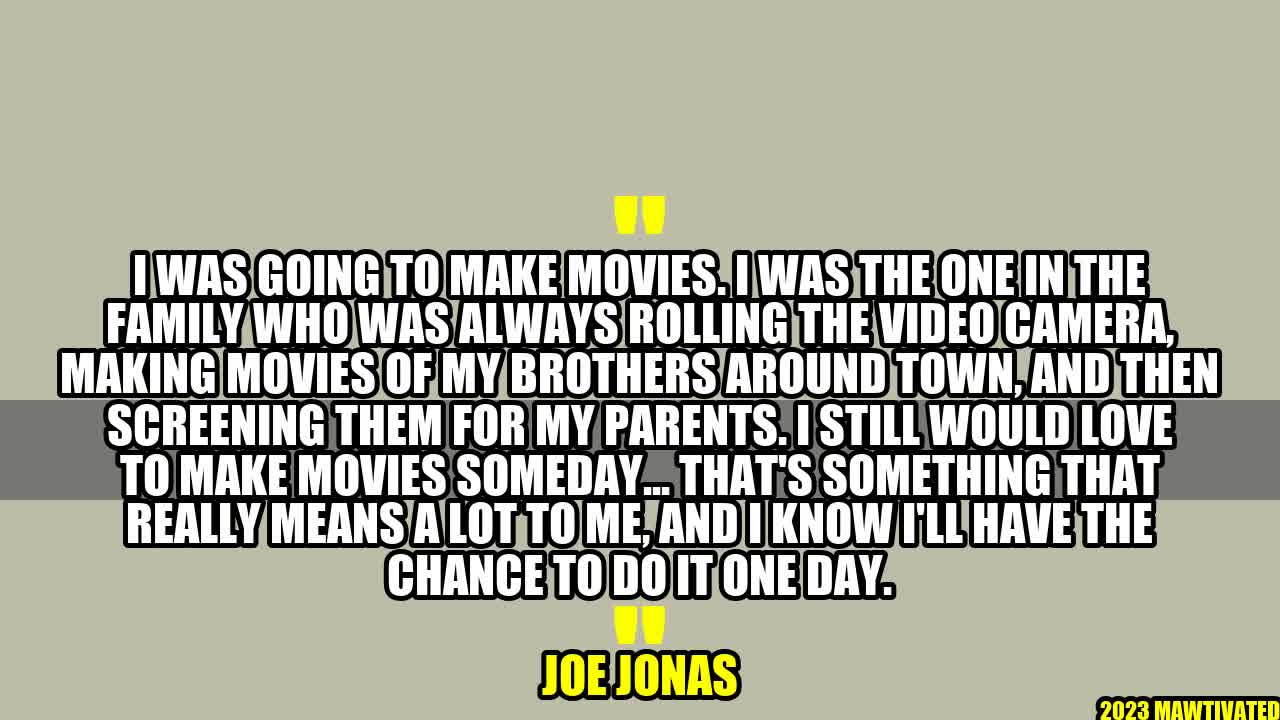 "
I WAS GOING TO MAKE MOVIES. I WAS THE ONE IN THE
FAMILY WHO WAS ALWAYS ROLLING THE VIDEO CAMERA,
MAKING MOVIES OF MY BROTHERS AROUND TOWN, AND THEN
SCREENING THEM FOR MY PARENTS. I STILL WOULD LOVE
TO MAKE MOVIES SOMEDAY... THAT'S SOMETHING THAT
REALLY MEANS A LOT TO ME, AND I KNOW I'LL HAVE THE
CHANCE TO DO IT ONE DAY.
"
JOE JONAS
2023 MAWTIVATED